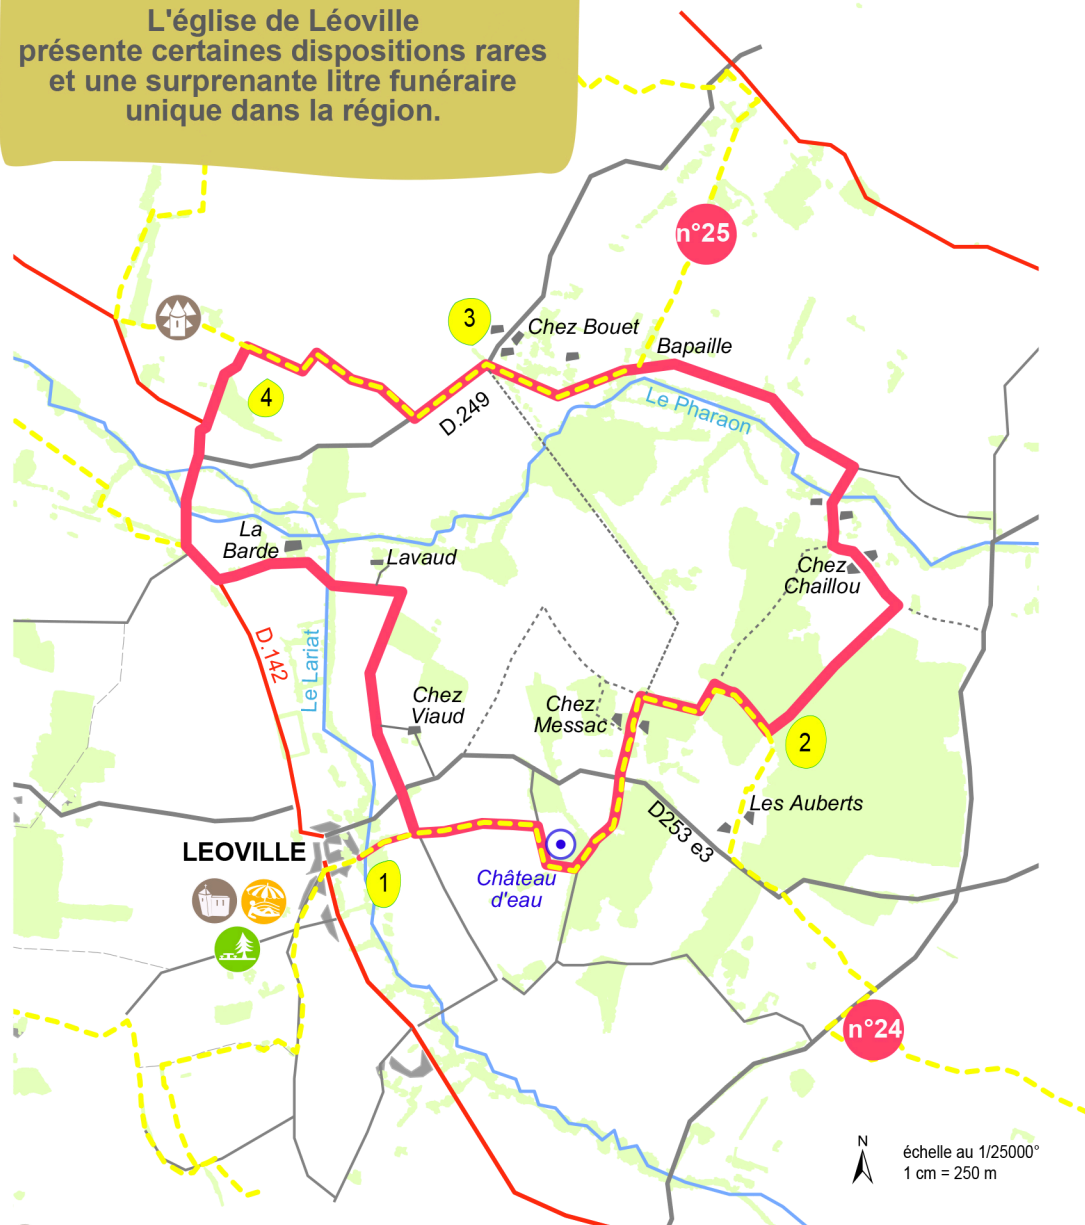 L'église de Léoville
présente certaines dispositions rares
et une surprenante litre funéraire
unique dans la région.
n°25
3
Chez Bouet
Bapaille
4
D.249
Le Pharaon
La
Barde
Lavaud
Chez
Chaillou
D.142
Le Lariat
Chez
Viaud
Chez
Messac
2
Les Auberts
D253 e3
LEOVILLE
1
Château
d'eau
n°24
N
échelle au 1/25000°
1 cm = 250 m